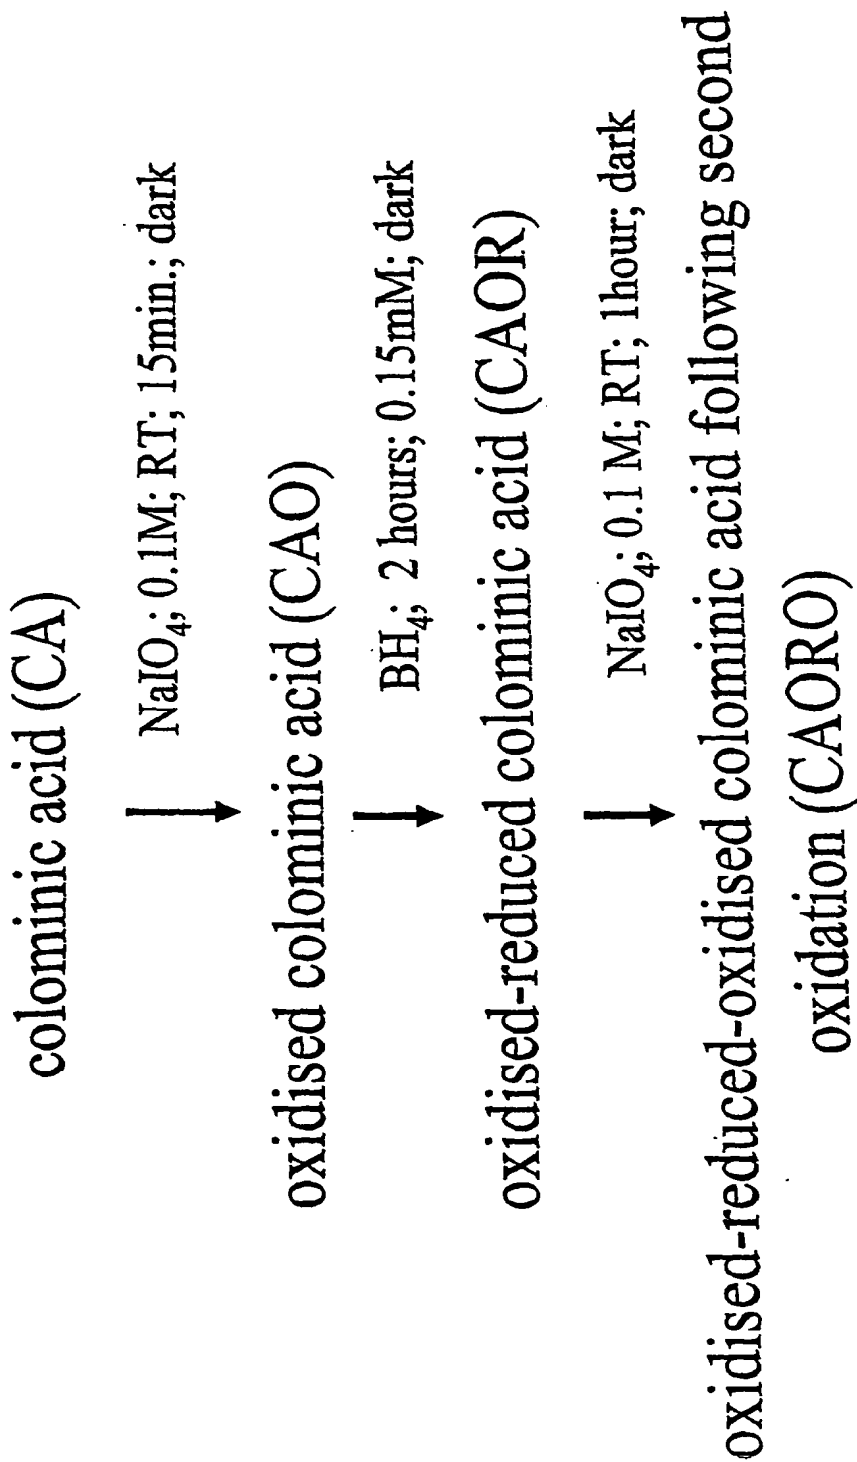 colominic acid (CA)
NaIO₄; 0.1M; RT; 15min.; dark
oxidised colominic acid (CAO)
BH₄; 2 hours; 0.15mM; dark
oxidised-reduced colominic acid (CAOR)
NaIO₄; 0.1 M; RT; 1hour; dark
oxidised-reduced-oxidised colominic acid following second
oxidation (CAORO)